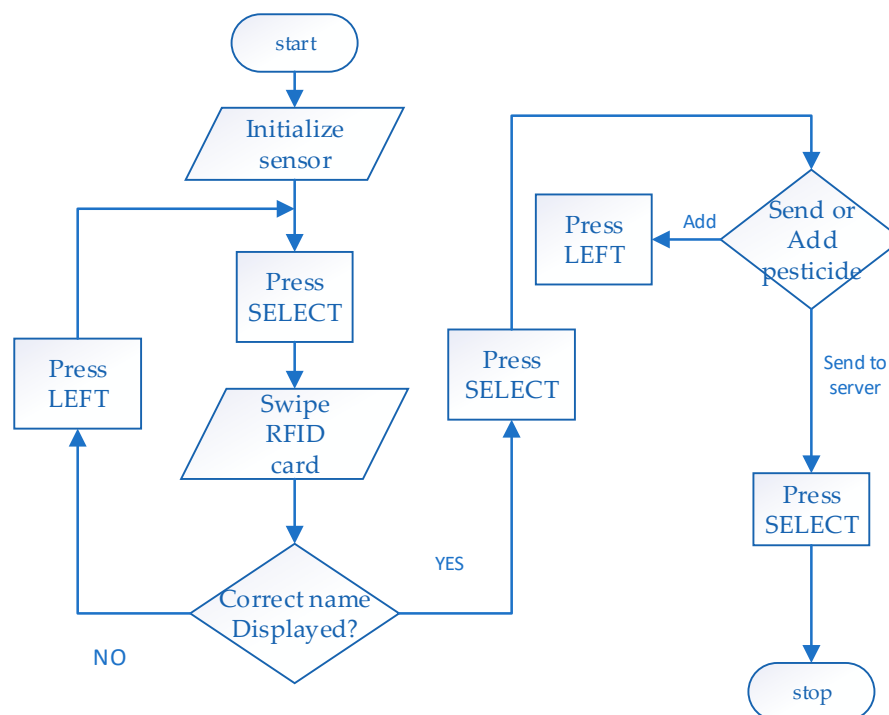 start
Initialize
sensor
Press
SELECT
Swipe
RFID
card
Correct name
Displayed?
NO
Press
LEFT
YES
Press
SELECT
Send or
Add
pesticide
Add
Press
LEFT
Send to
server
Press
SELECT
stop